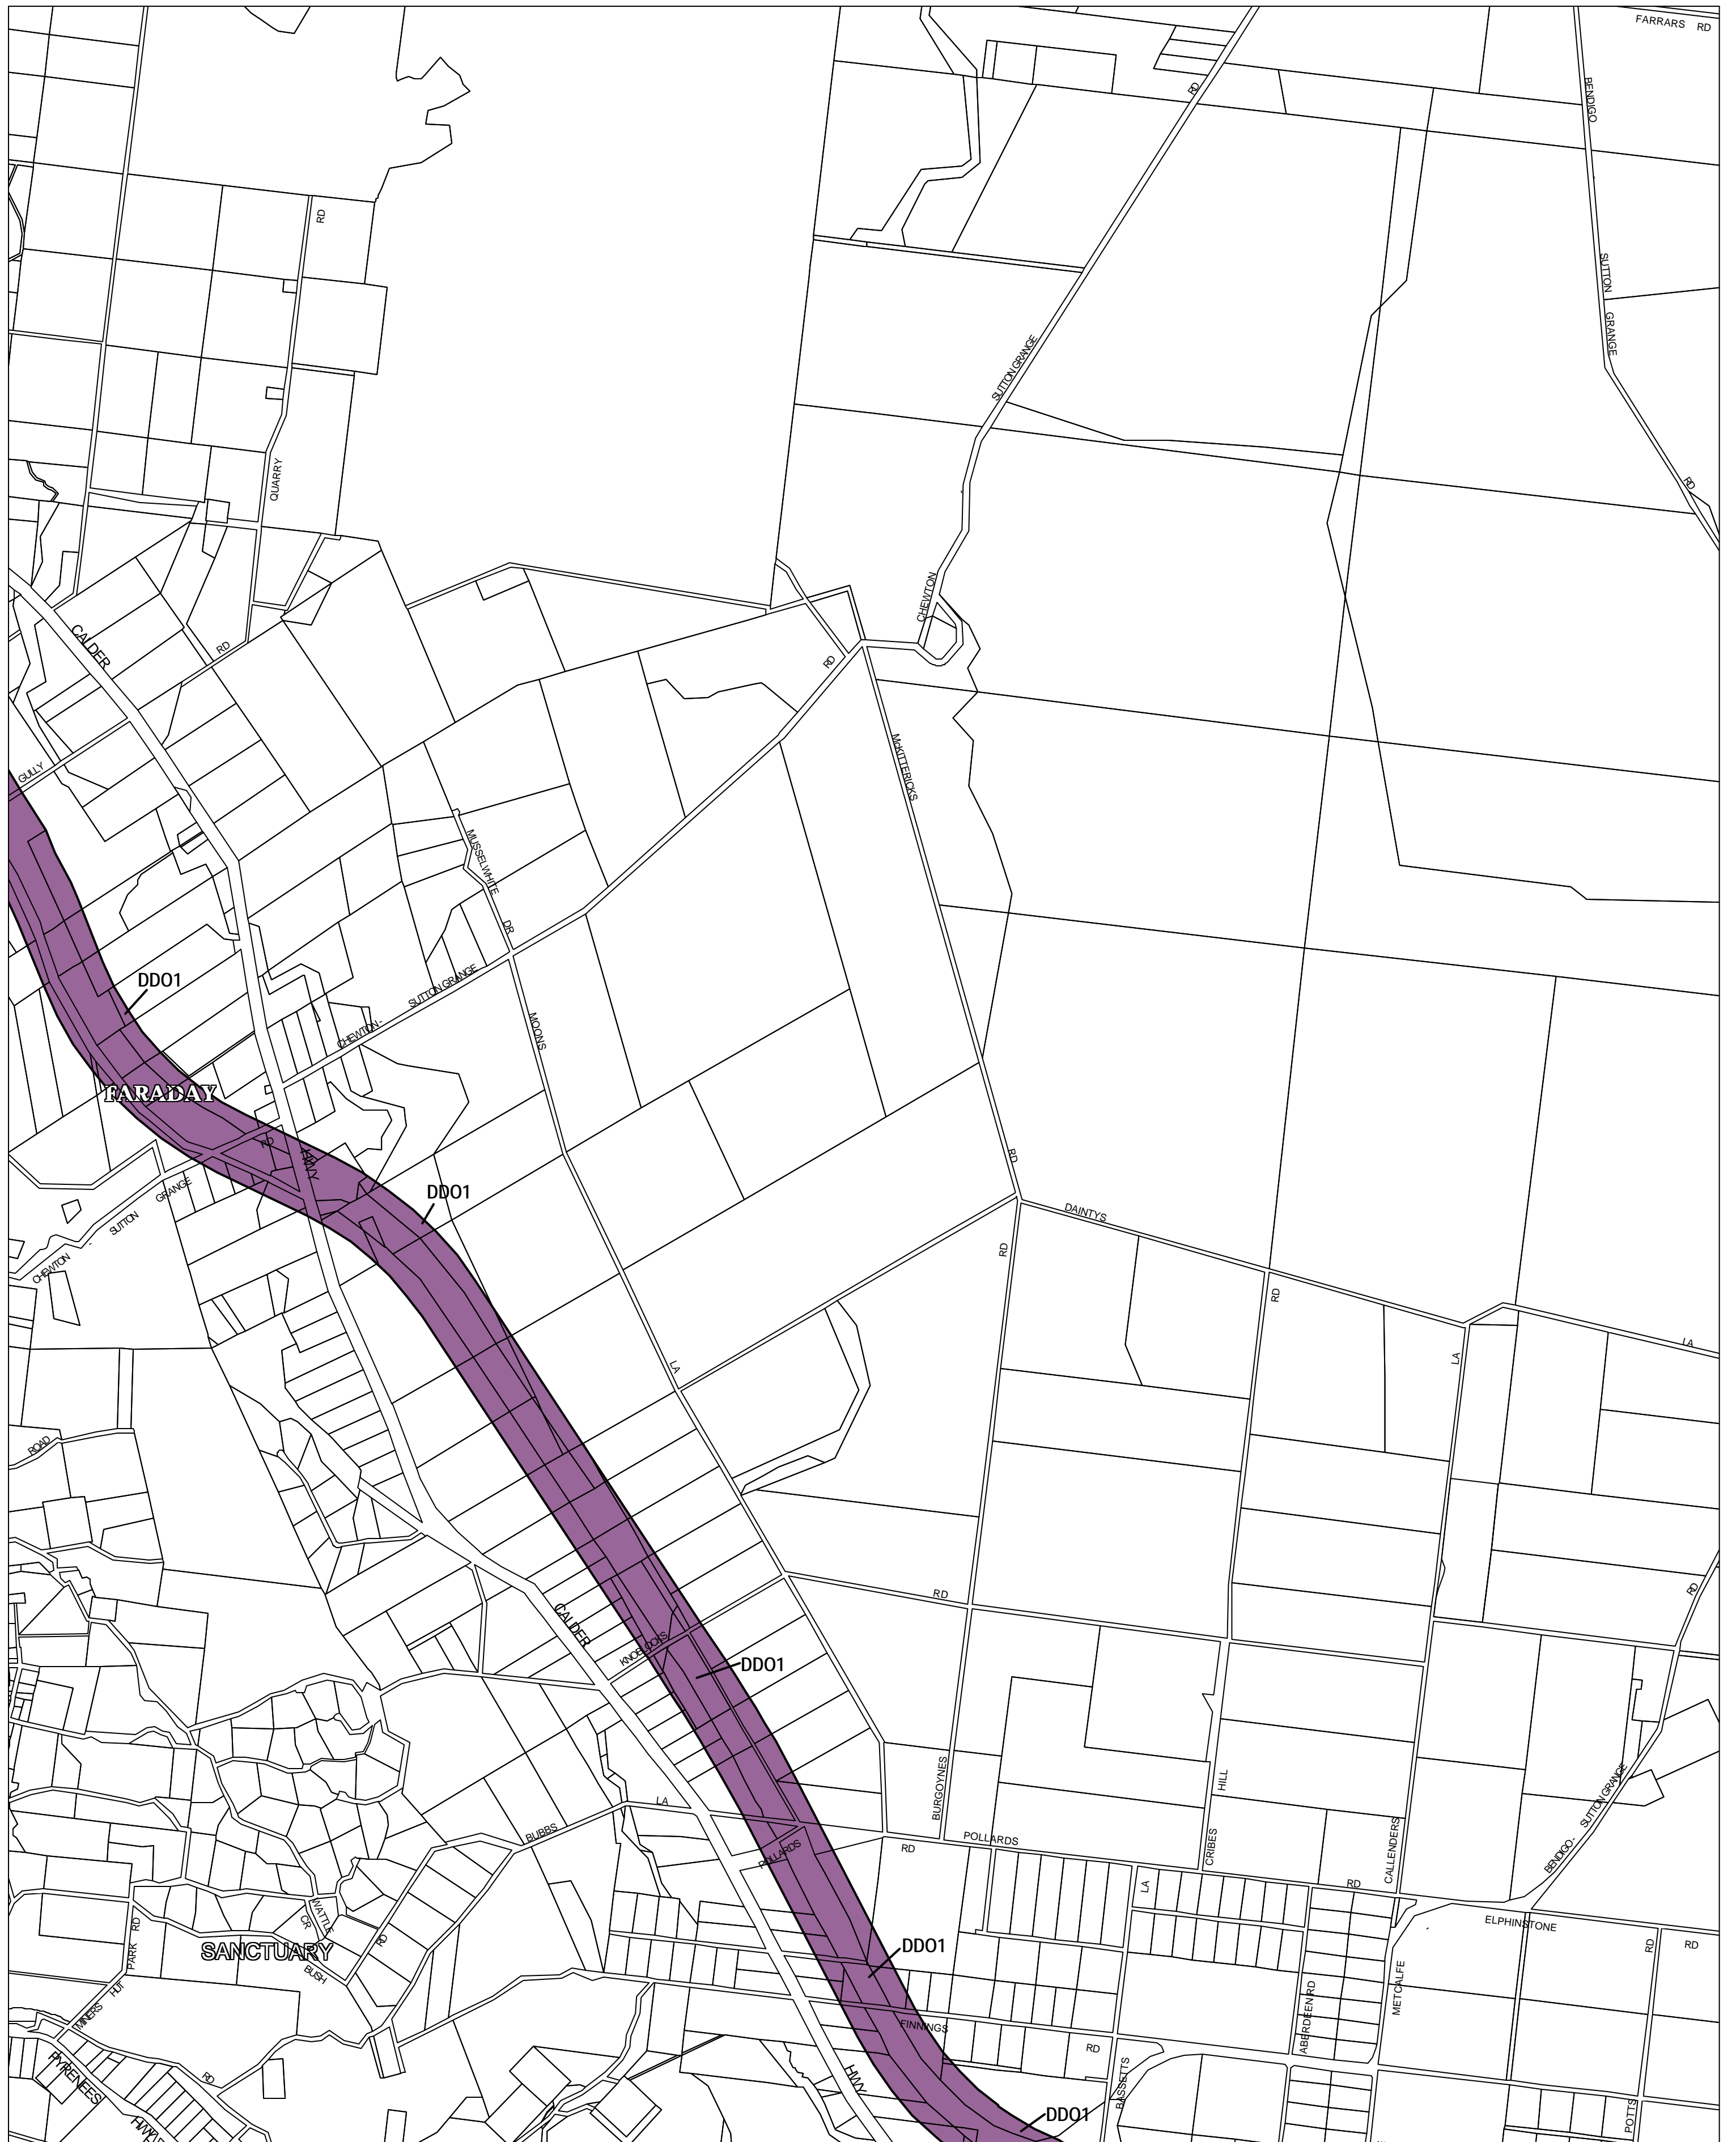 FARRARS RD
BENDIGO
RD
RD
SUTTON
GRANGE
SUTTON GRANGE
QUARRY
RD
CHEWTON
CALDER
RD
RD
McKITTERICKS
GULLY
MUSSELWHITE
DR
SUTTON GRANGE
DDO1
CHEWTON -
MOONS
FARADAY
RD
HWY
RD
GRANGE
DDO1
SUTTON
-
CHEWTON
DAINTYS
RD
RD
LA
LA
LA
ROAD
RD
RD
CALDER
KNOBLOCKS
DDO1
BURGOYNES
HILL
SUTTON GRANGE
BENDIGO -
LA
BUBBS
POLLARDS
POLLARDS
RD
CRIBES
CALLENDERS
RD
LA
WATTLE
CR
RD
PARK
RD
SANCTUARY
BUSH
DDO1
ELPHINSTONE
RD
RD
MINERS
HUT
METCALFE
ABERDEEN RD
FINNINGS
RD
PYRENEES
RD
HWY
HWY
BASSETTS
DDO1
POTTS